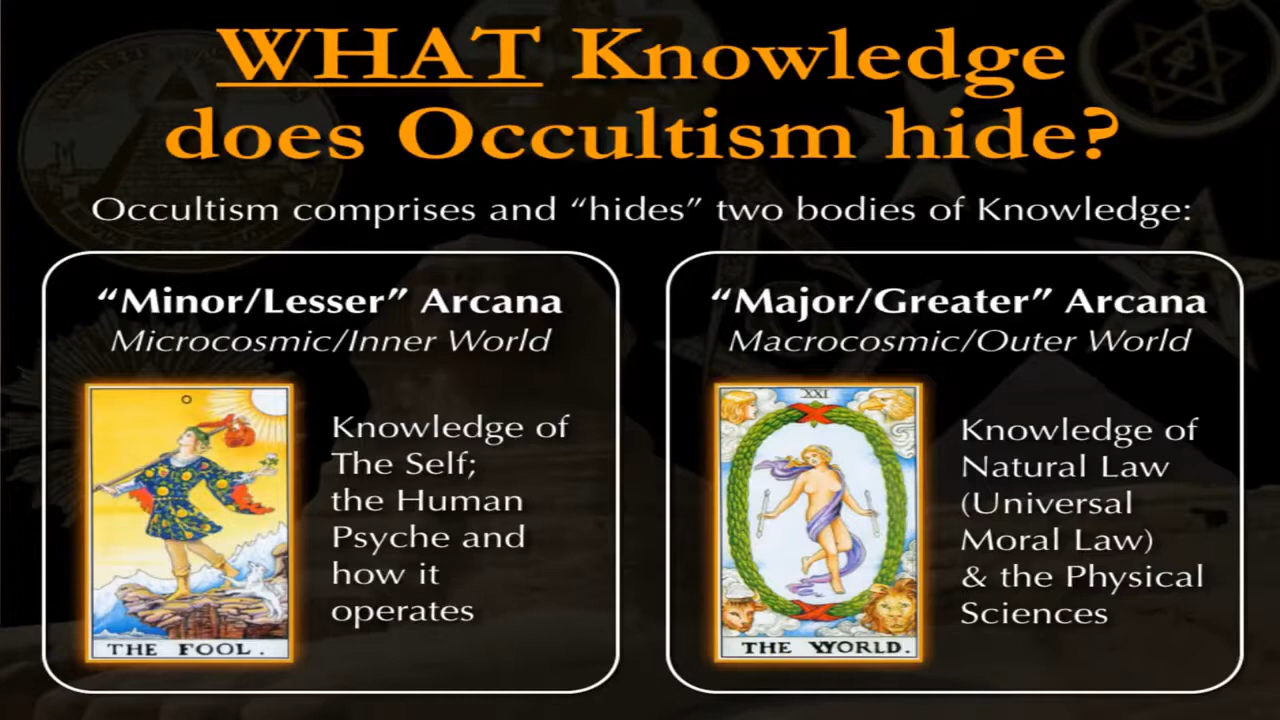 WHAT Knowledge
does Occultism hide?
Occultism comprises and “hides” two bodies of Knowledge:
“Minor/Lesser” Arcana
Microcosmic/Inner World
THE FOOL.
Knowledge of
The Self;
the Human
Psyche and
how it
operates
“Major/Greater” Arcana
Macrocosmic/Outer World
XXI
THE WORLD.
Knowledge of
Natural Law
(Universal
Moral Law)
& the Physical
Sciences